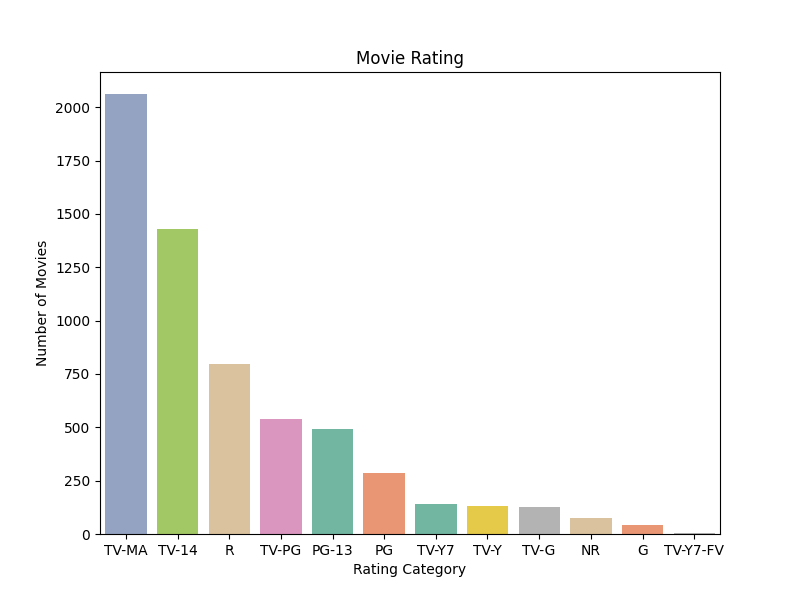 Movie Rating
Number of Movies
2000
1750
1500
1250
1000
750
500
250
0
TV-MA TV-14 R TV-PG PG-13 PG TV-Y7 TV-Y TV-G NR G TV-Y7-FV
Rating Category